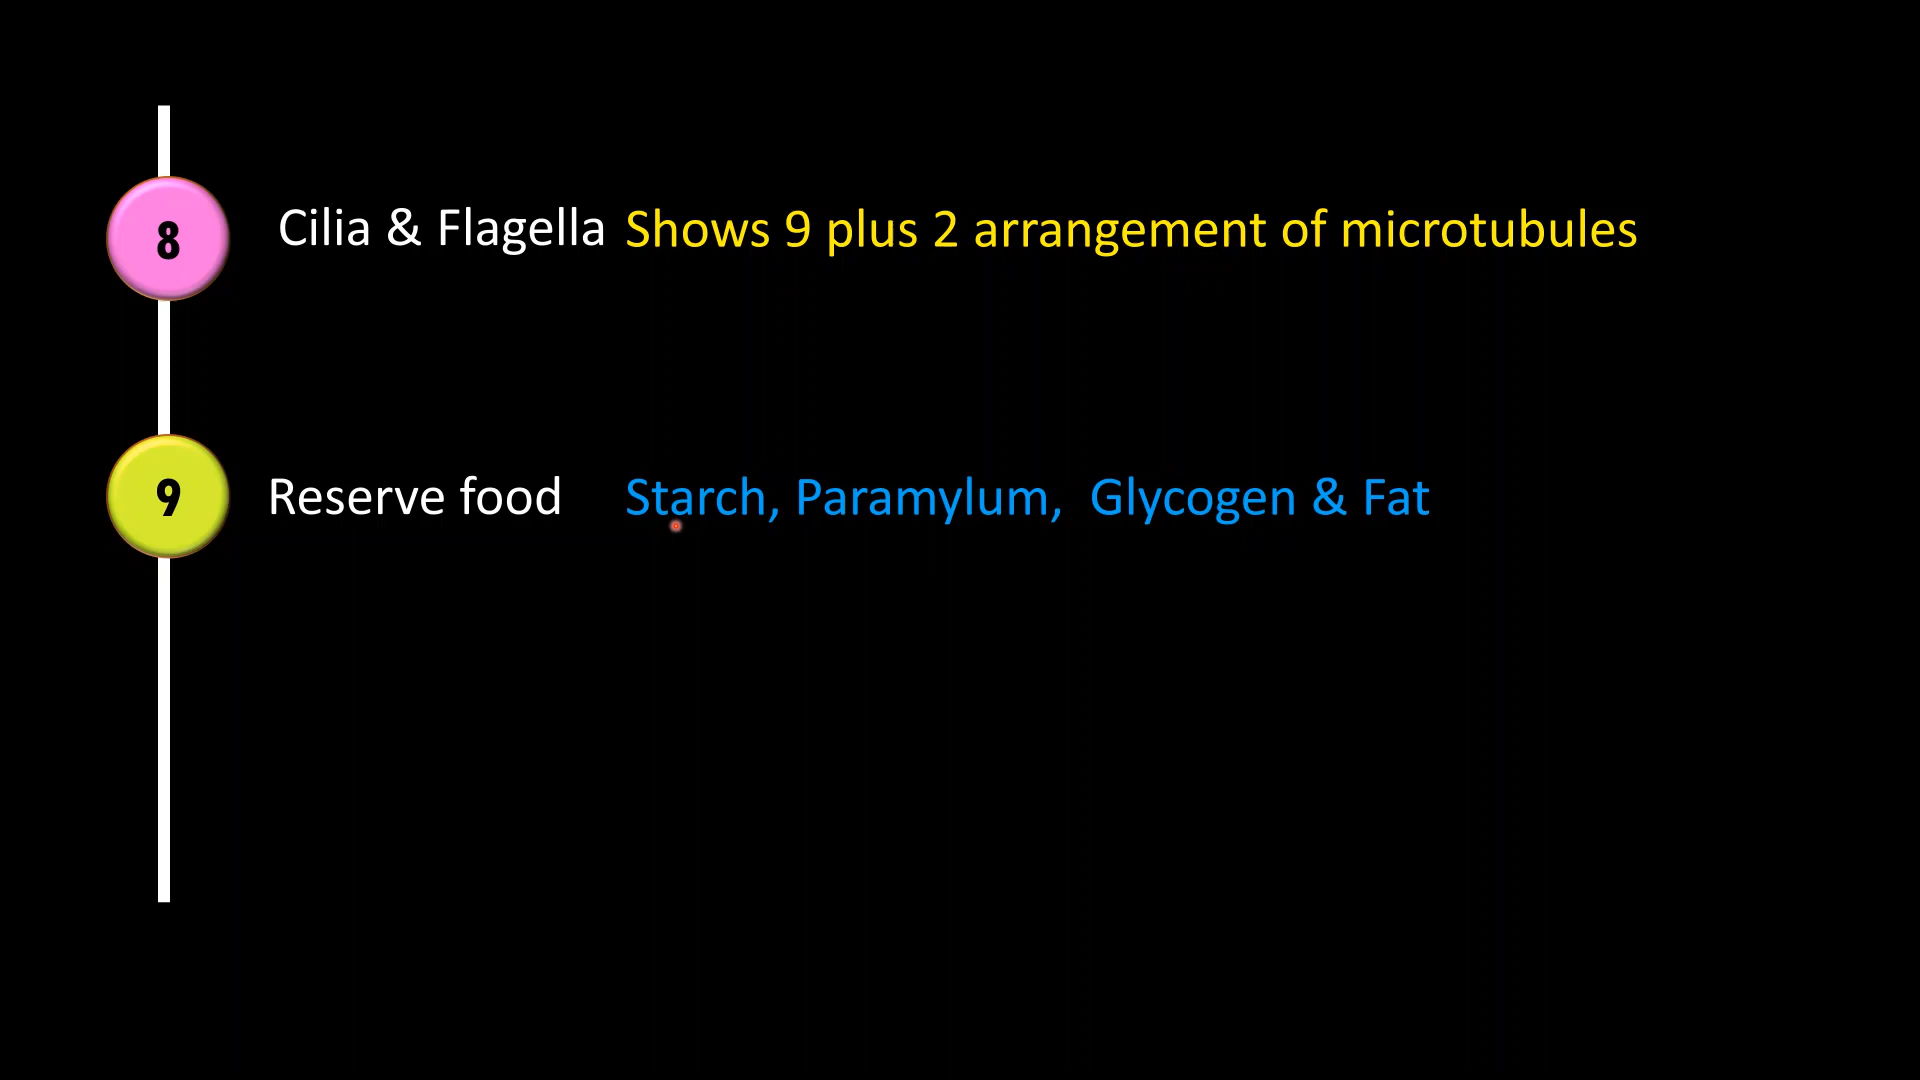 8 Cilia & Flagella Shows 9 plus 2 arrangement of microtubules
9 Reserve food Starch, Paramylum, Glycogen & Fat